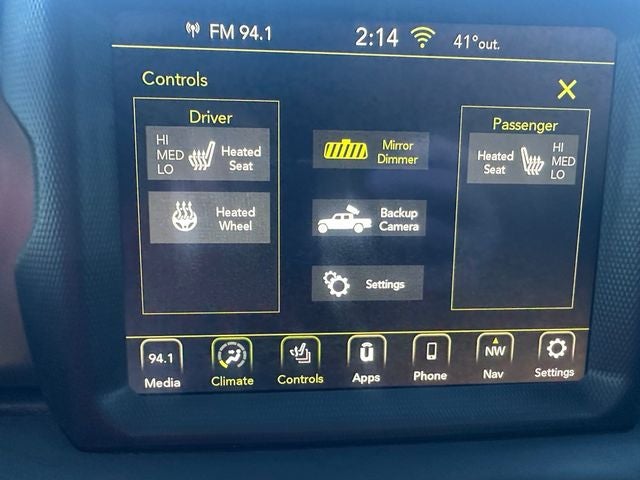 FM 94.1
2:14
41°out.
Controls
X
Driver
HI
MED
LO
Heated
Seat
Heated
Wheel
Mirror
Dimmer
Backup
Camera
Settings
Passenger
Heated
Seat
HI
MED
LO
94.1
Media
Climate
Controls
Apps
Phone
NW
Nav
Settings